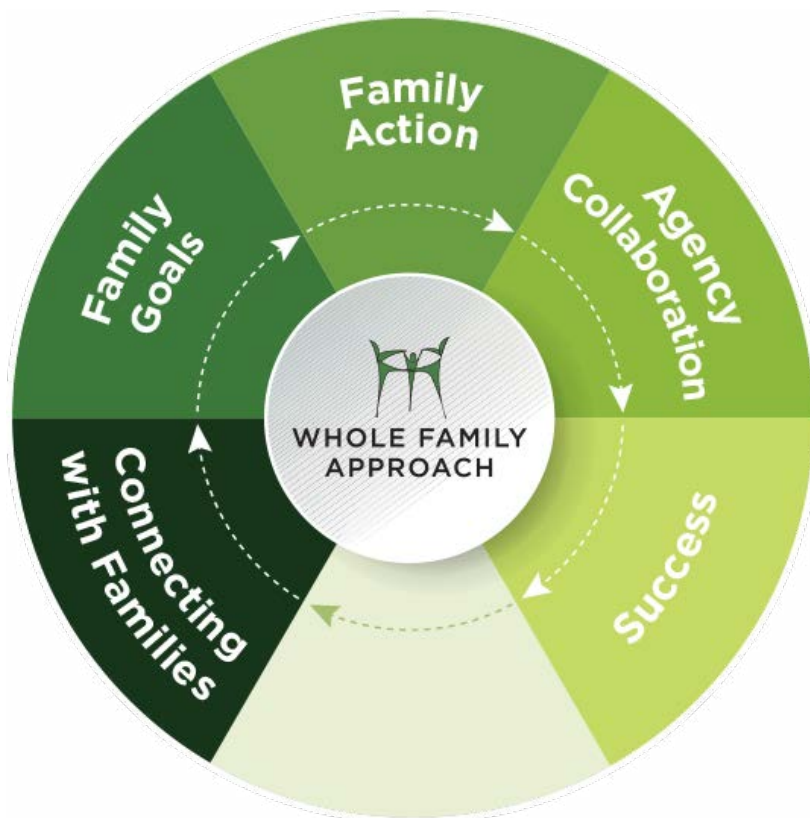 Family
Action
Agency
Collaboration
Success
Connecting
with Families
Family
Goals
WHOLE FAMILY
APPROACH